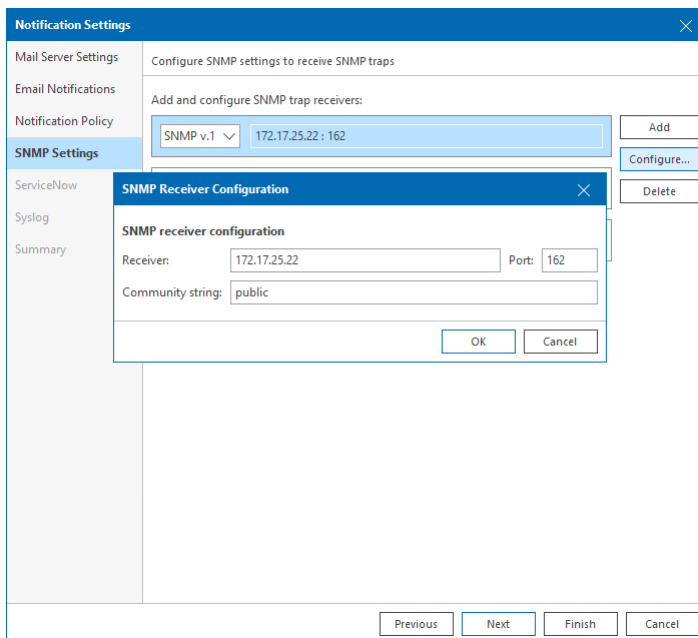 Notification Settings
Mail Server Settings
Email Notifications
Notification Policy
SNMP Settings
ServiceNow
Syslog
Summary
Configure SNMP settings to receive SNMP traps
Add and configure SNMP trap receivers:
SNMP v.1 172.17.25.22 : 162
Add
Configure...
Delete
SNMP Receiver Configuration
SNMP receiver configuration
Receiver: 172.17.25.22 Port: 162
Community string: public
OK Cancel
Previous Next Finish Cancel